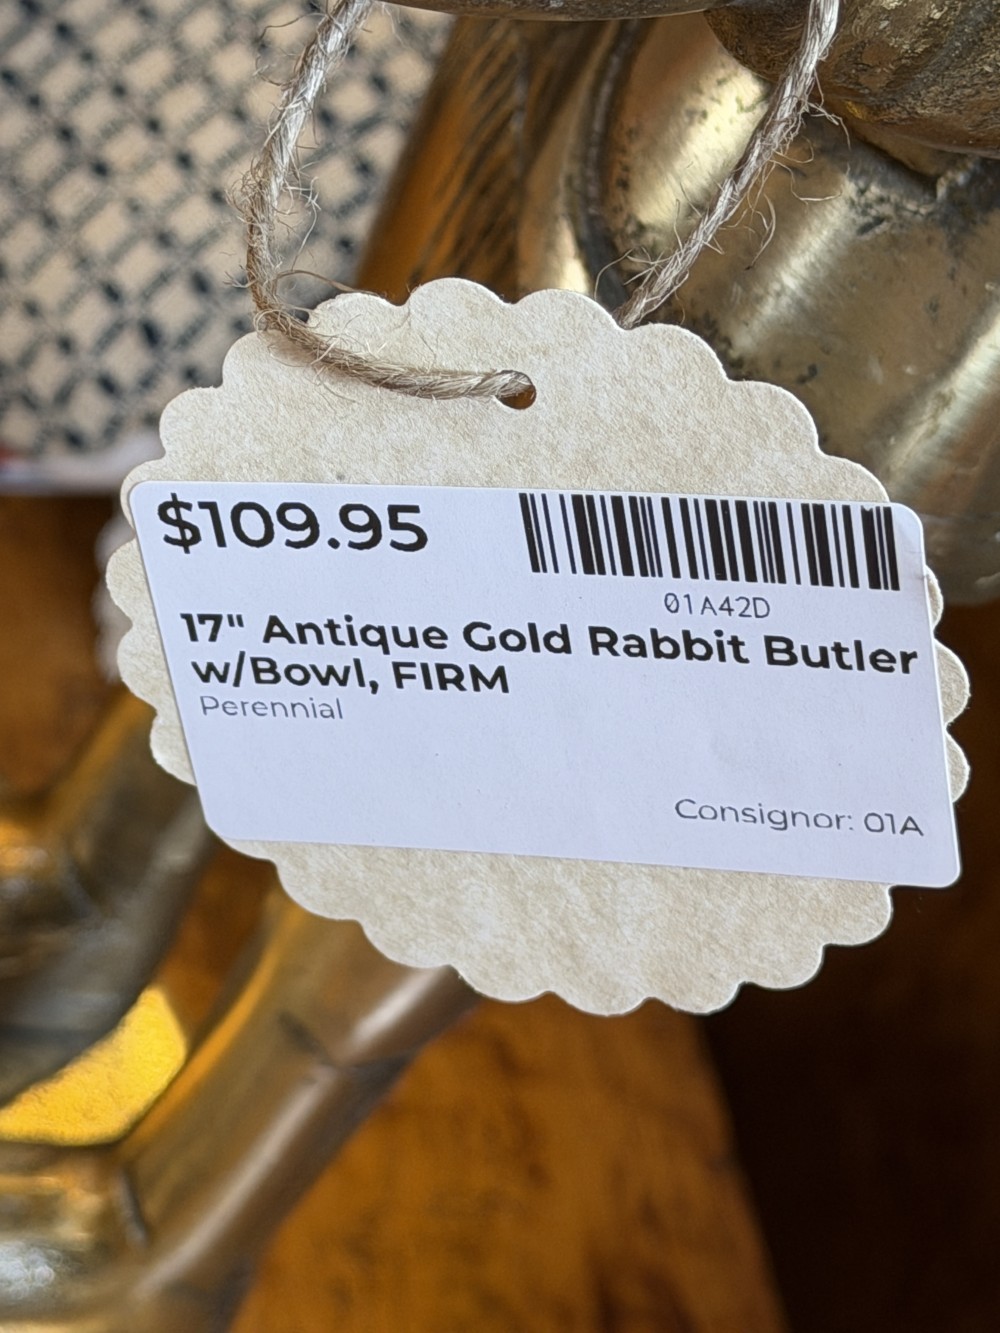 $109.95
01A42D
17" Antique Gold Rabbit Butler
w/Bowl, FIRM
Perennial
Consignor: 01A